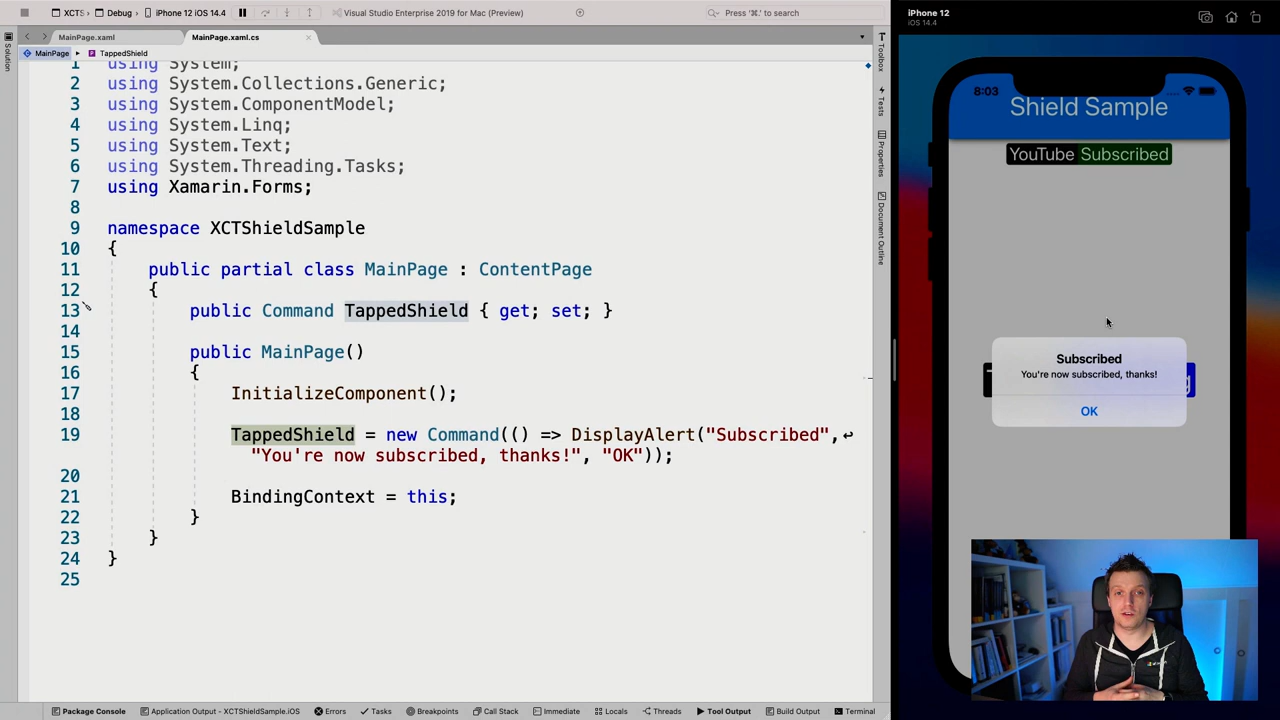 XCTS
Debug
iPhone 12 iOS 14.4
Visual Studio Enterprise 2019 for Mac (Preview)
Press '⌘.' to search
MainPage.xaml
MainPage.xaml.cs
MainPage
TappedShield
Solution
1 using System;
2 using System.Collections.Generic;
3 using System.ComponentModel;
4 using System.Linq;
5 using System.Text;
6 using System.Threading.Tasks;
7 using Xamarin.Forms;
8
9 namespace XCTShieldSample
10 {
11 public partial class MainPage : ContentPage
12 {
13 public Command TappedShield { get; set; }
14
15 public MainPage()
16 {
17 InitializeComponent();
18
19 TappedShield = new Command(() => DisplayAlert("Subscribed",↩
"You're now subscribed, thanks!", "OK"));
20
21 BindingContext = this;
22 }
23 }
24 }
25
Toolbox
Tests
Properties
Document Outline
Package Console
Application Output - XCTShieldSample.iOS
Errors
Tasks
Breakpoints
Call Stack
Immediate
Locals
Threads
Tool Output
Build Output
Terminal
iPhone 12
iOS 14.4
8:03
Shield Sample
YouTube Subscribed
Subscribed
You're now subscribed, thanks!
OK